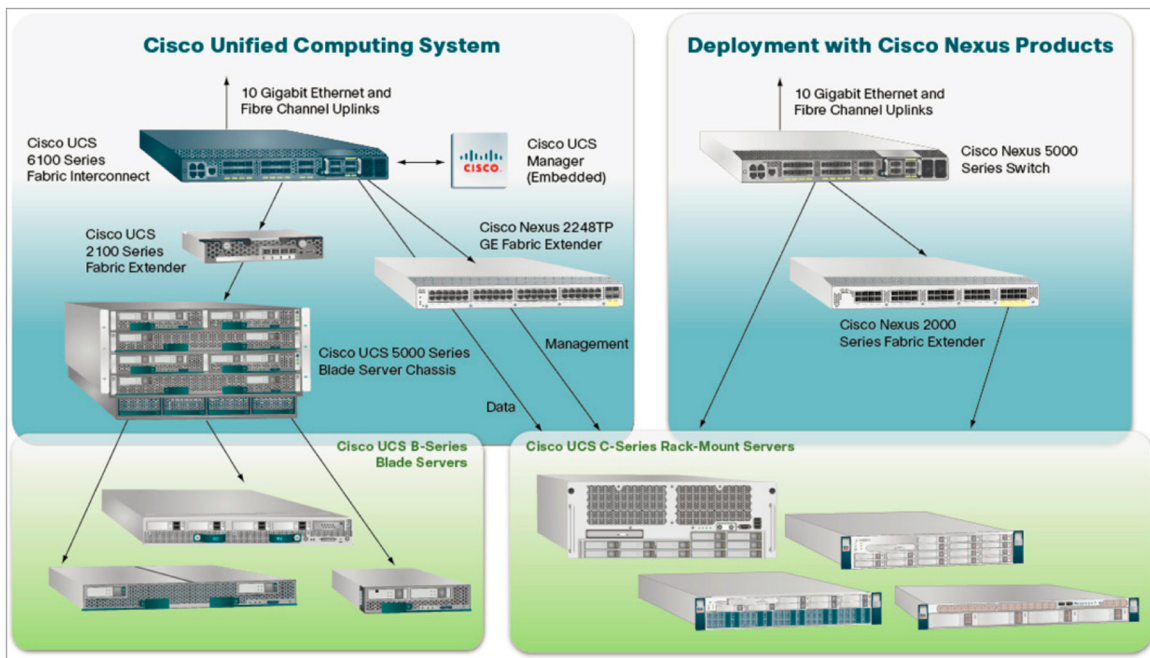 Cisco Unified Computing System
10 Gigabit Ethernet and
Fibre Channel Uplinks
Cisco UCS
6100 Series
Fabric Interconnect
CISCO
Cisco UCS
Manager
(Embedded)
Cisco UCS
2100 Series
Fabric Extender
Cisco Nexus 2248TP
GE Fabric Extender
Cisco UCS 5000 Series
Blade Server Chassis
Management
Data
Deployment with Cisco Nexus Products
10 Gigabit Ethernet and
Fibre Channel Uplinks
Cisco Nexus 5000
Series Switch
Cisco Nexus 2000
Series Fabric Extender
Cisco UCS B-Series
Blade Servers
Cisco UCS C-Series Rack-Mount Servers